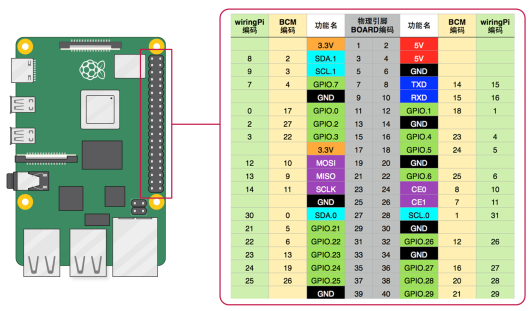 wiringPi 编码 BCM 编码 功能名 物理引脚 BOARD编码 功能名 BCM 编码 wiringPi 编码
3.3V 1 2 5V
8 2 SDA.1 3 4 5V
9 3 SCL.1 5 6 GND
7 4 GPIO.7 7 8 TXD 14 15
GND 9 10 RXD 15 16
0 17 GPIO.0 11 12 GPIO.1 18 1
2 27 GPIO.2 13 14 GND
3 22 GPIO.3 15 16 GPIO.4 23 4
3.3V 17 18 GPIO.5 24 5
12 10 MOSI 19 20 GND
13 9 MISO 21 22 GPIO.6 25 6
14 11 SCLK 23 24 CE0 8 10
GND 25 26 CE1 7 11
30 0 SDA.0 27 28 SCL.0 1 31
21 5 GPIO.21 29 30 GND
22 6 GPIO.22 31 32 GPIO.26 12 26
23 13 GPIO.23 33 34 GND
24 19 GPIO.24 35 36 GPIO.27 16 27
25 26 GPIO.25 37 38 GPIO.28 20 28
GND 39 40 GPIO.29 21 29